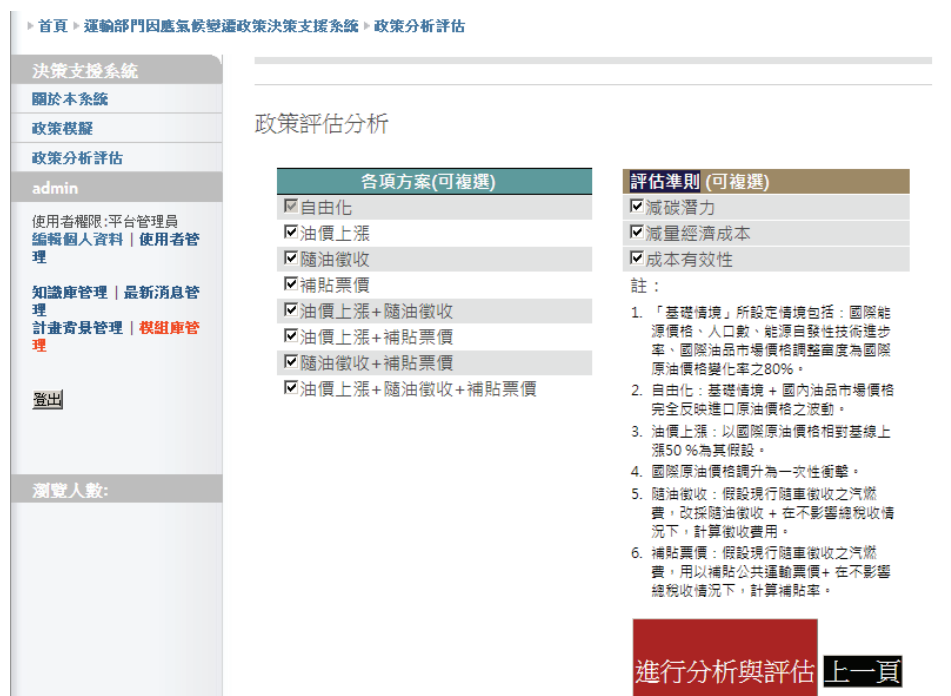 首頁 運輸部門因應氣候變遷政策決策支援系統 政策分析評估
決策支援系統
關於本系統
政策模擬
政策分析評估
admin
使用者權限:平台管理員
編輯個人資料 | 使用者管
理
知識庫管理 | 最新消息管
理
計畫背景管理 | 模組庫管
理
登出
瀏覽人數:
政策評估分析
各項方案(可複選)
自由化
油價上漲
隨油徵收
補貼票價
油價上漲+隨油徵收
油價上漲+補貼票價
隨油徵收+補貼票價
油價上漲+隨油徵收+補貼票價
評估準則 (可複選)
減碳潛力
減量經濟成本
成本有效性
註：
1. 「基礎情境」所設定情境包括：國際能
源價格、人口數、能源自發性技術進步
率、國際油品市場價格調整幅度為國際
原油價格變化率之80%。
2. 自由化：基礎情境 + 國內油品市場價格
完全反映進口原油價格之波動。
3. 油價上漲：以國際原油價格相對基線上
漲50 %為其假設。
4. 國際原油價格調升為一次性衝擊。
5. 隨油徵收：假設現行隨車徵收之汽燃
費，改採隨油徵收 + 在不影響總稅收情
況下，計算徵收費用。
6. 補貼票價：假設現行隨車徵收之汽燃
費，用以補貼公共運輸票價+ 在不影響
總稅收情況下，計算補貼率。
進行分析與評估 上一頁